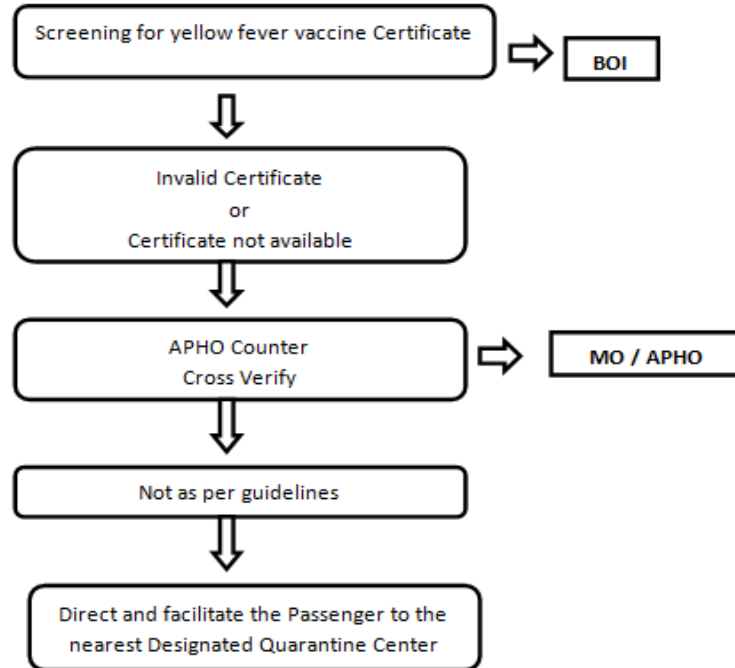 Screening for yellow fever vaccine Certificate
BOI
Invalid Certificate
or
Certificate not available
APHO Counter
Cross Verify
MO / APHO
Not as per guidelines
Direct and facilitate the Passenger to the
nearest Designated Quarantine Center